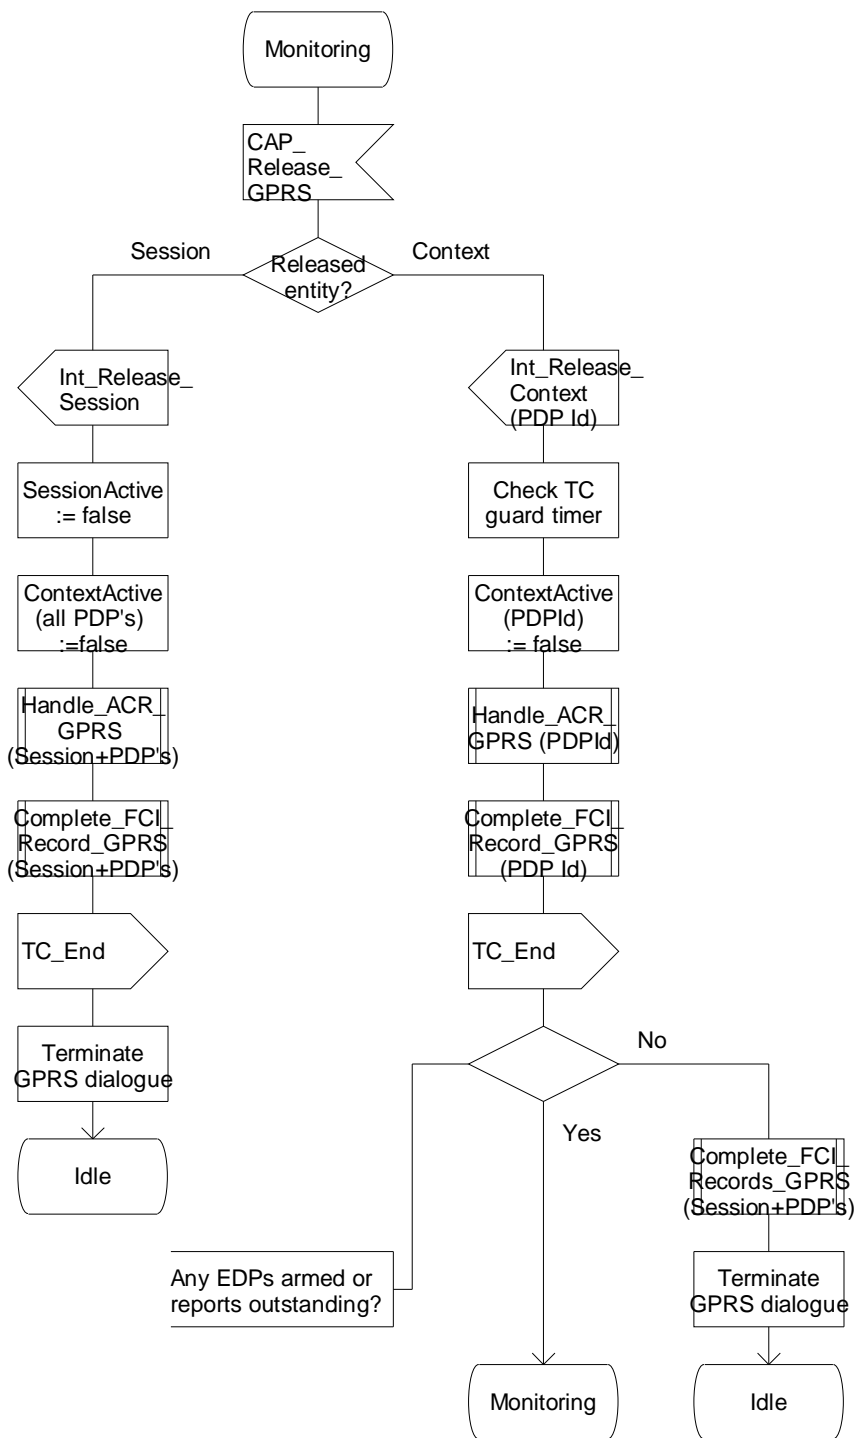 Monitoring
CAP_
Release_
GPRS
Session
Released
entity?
Context
Int_Release_
Session
Int_Release_
Context
(PDP Id)
SessionActive
:= false
Check TC
guard timer
ContextActive
(all PDP's)
:=false
ContextActive
(PDPId)
:= false
Handle_ACR_
GPRS
(Session+PDP's)
Handle_ACR_
GPRS (PDPId)
Complete_FCI_
Record_GPRS
(Session+PDP's)
Complete_FCI_
Record_GPRS
(PDP Id)
TC_End
TC_End
Terminate
GPRS dialogue
No
Yes
Idle
Complete_FCI_
Records_GPRS
(Session+PDP's)
Any EDPs armed or
reports outstanding?
Terminate
GPRS dialogue
Monitoring
Idle